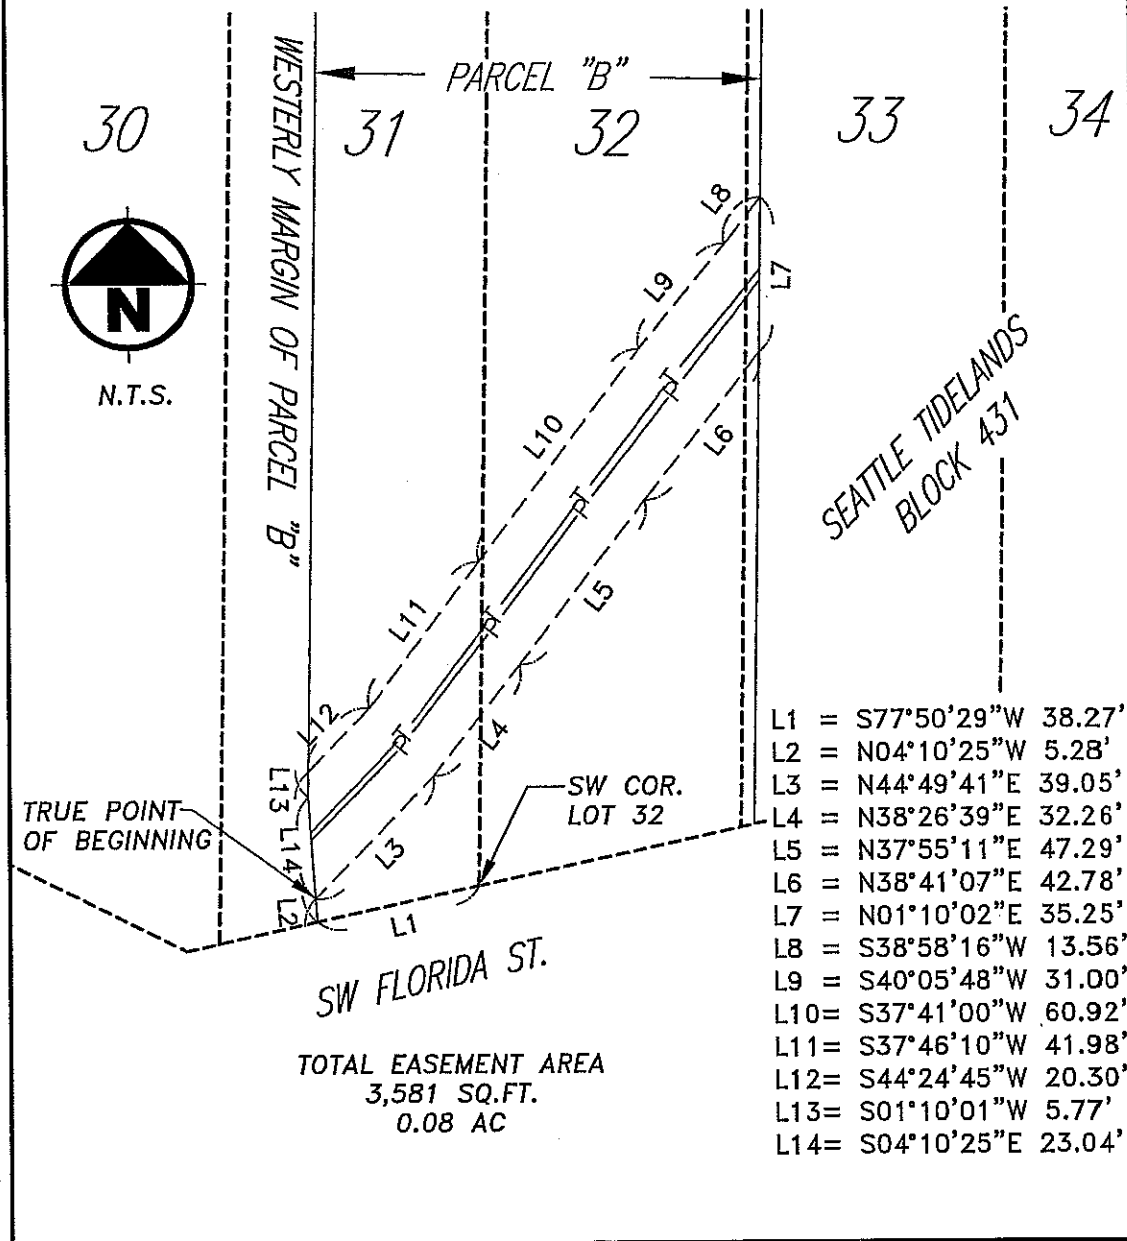 PARCEL "B"
30
31
32
33
34
WESTERLY MARGIN OF PARCEL "B"
N
N.T.S.
L8
L9
L7
L10
L6
SEATTLE TIDELANDS
BLOCK 431
PT
PT
PT
PT
L5
L11
L12
L4
L13
L14
L3
L2
L1
TRUE POINT
OF BEGINNING
SW COR.
LOT 32
SW FLORIDA ST.
TOTAL EASEMENT AREA
3,581 SQ.FT.
0.08 AC
L1 = S77°50'29"W 38.27'
L2 = N04°10'25"W 5.28'
L3 = N44°49'41"E 39.05'
L4 = N38°26'39"E 32.26'
L5 = N37°55'11"E 47.29'
L6 = N38°41'07"E 42.78'
L7 = N01°10'02"E 35.25'
L8 = S38°58'16"W 13.56'
L9 = S40°05'48"W 31.00'
L10= S37°41'00"W 60.92'
L11= S37°46'10"W 41.98'
L12= S44°24'45"W 20.30'
L13= S01°10'01"W 5.77'
L14= S04°10'25"E 23.04'